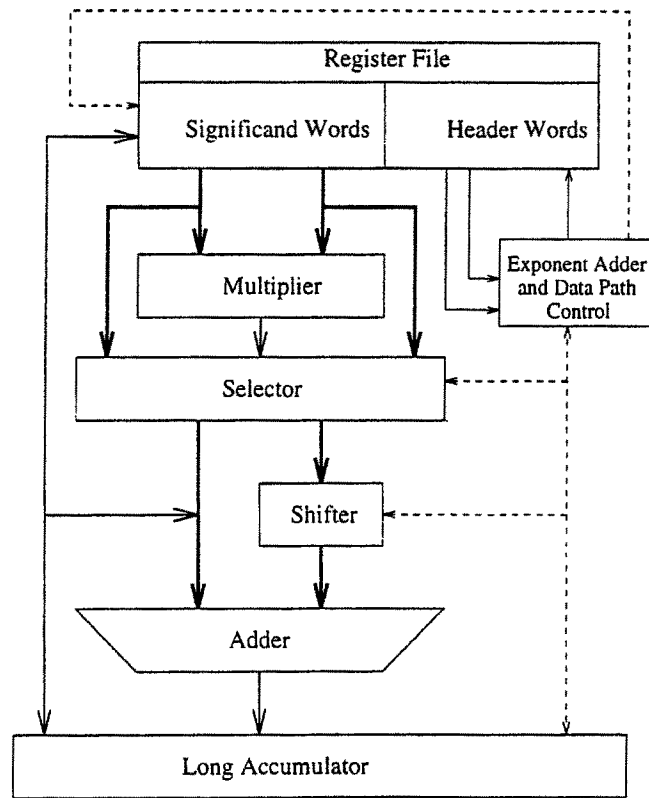 Register File
Significand Words
Header Words
Multiplier
Exponent Adder
and Data Path
Control
Selector
Shifter
Adder
Long Accumulator